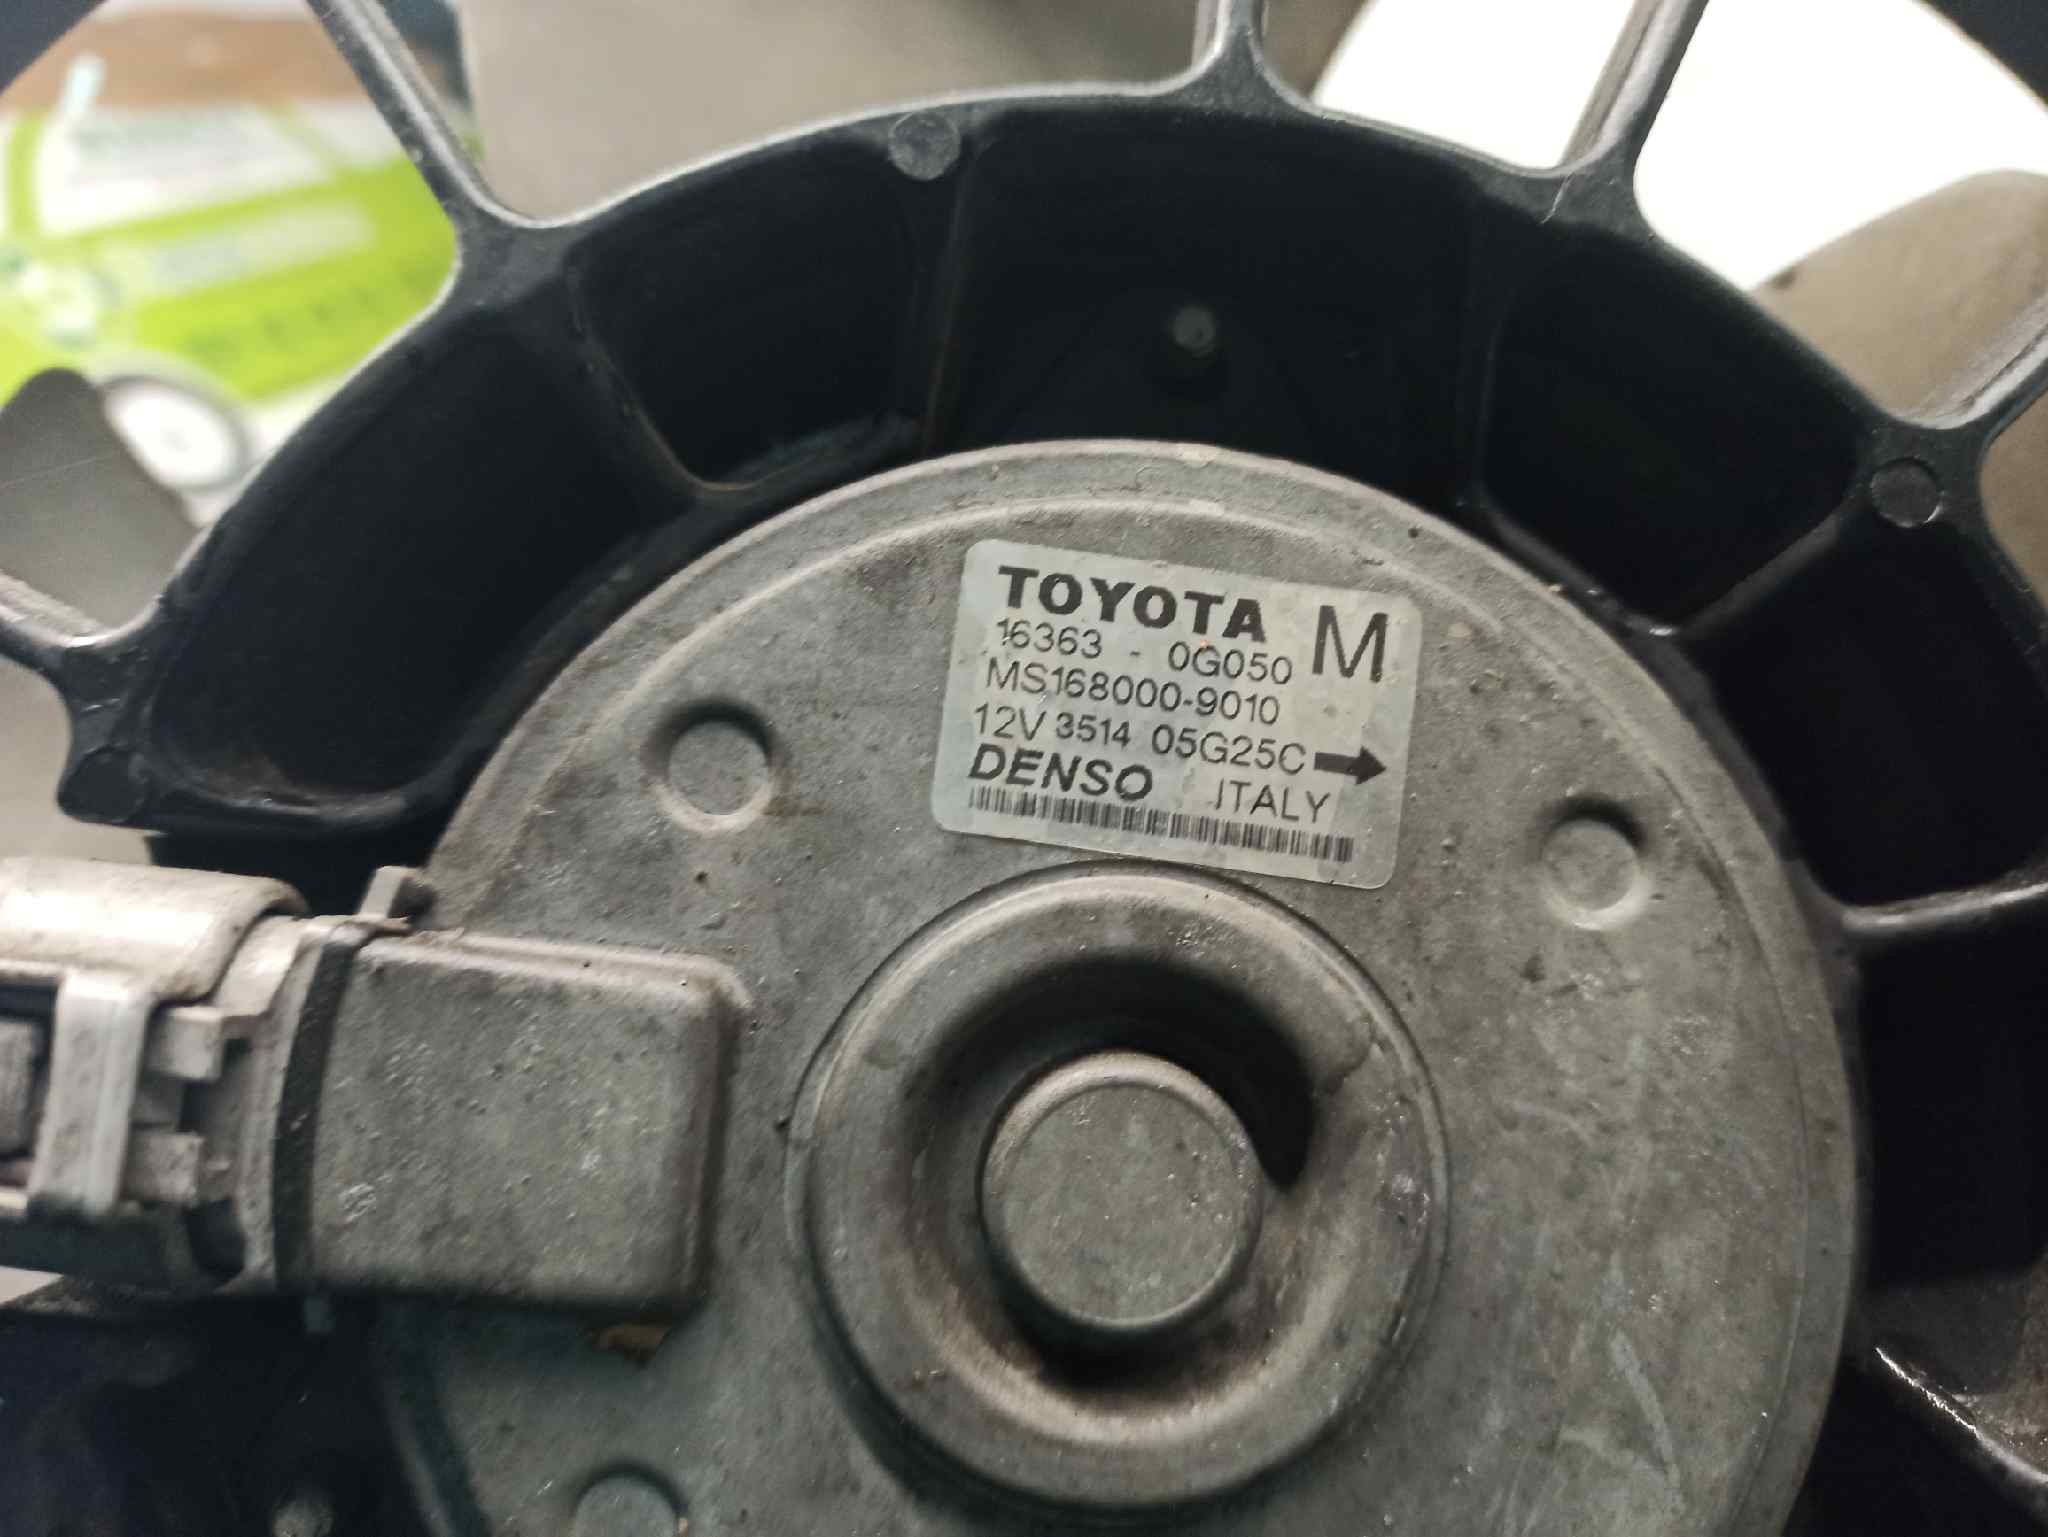 TOYOTA M
16363 - 0G050
MS168000-9010
12V 3514 05G25C
DENSO ITALY